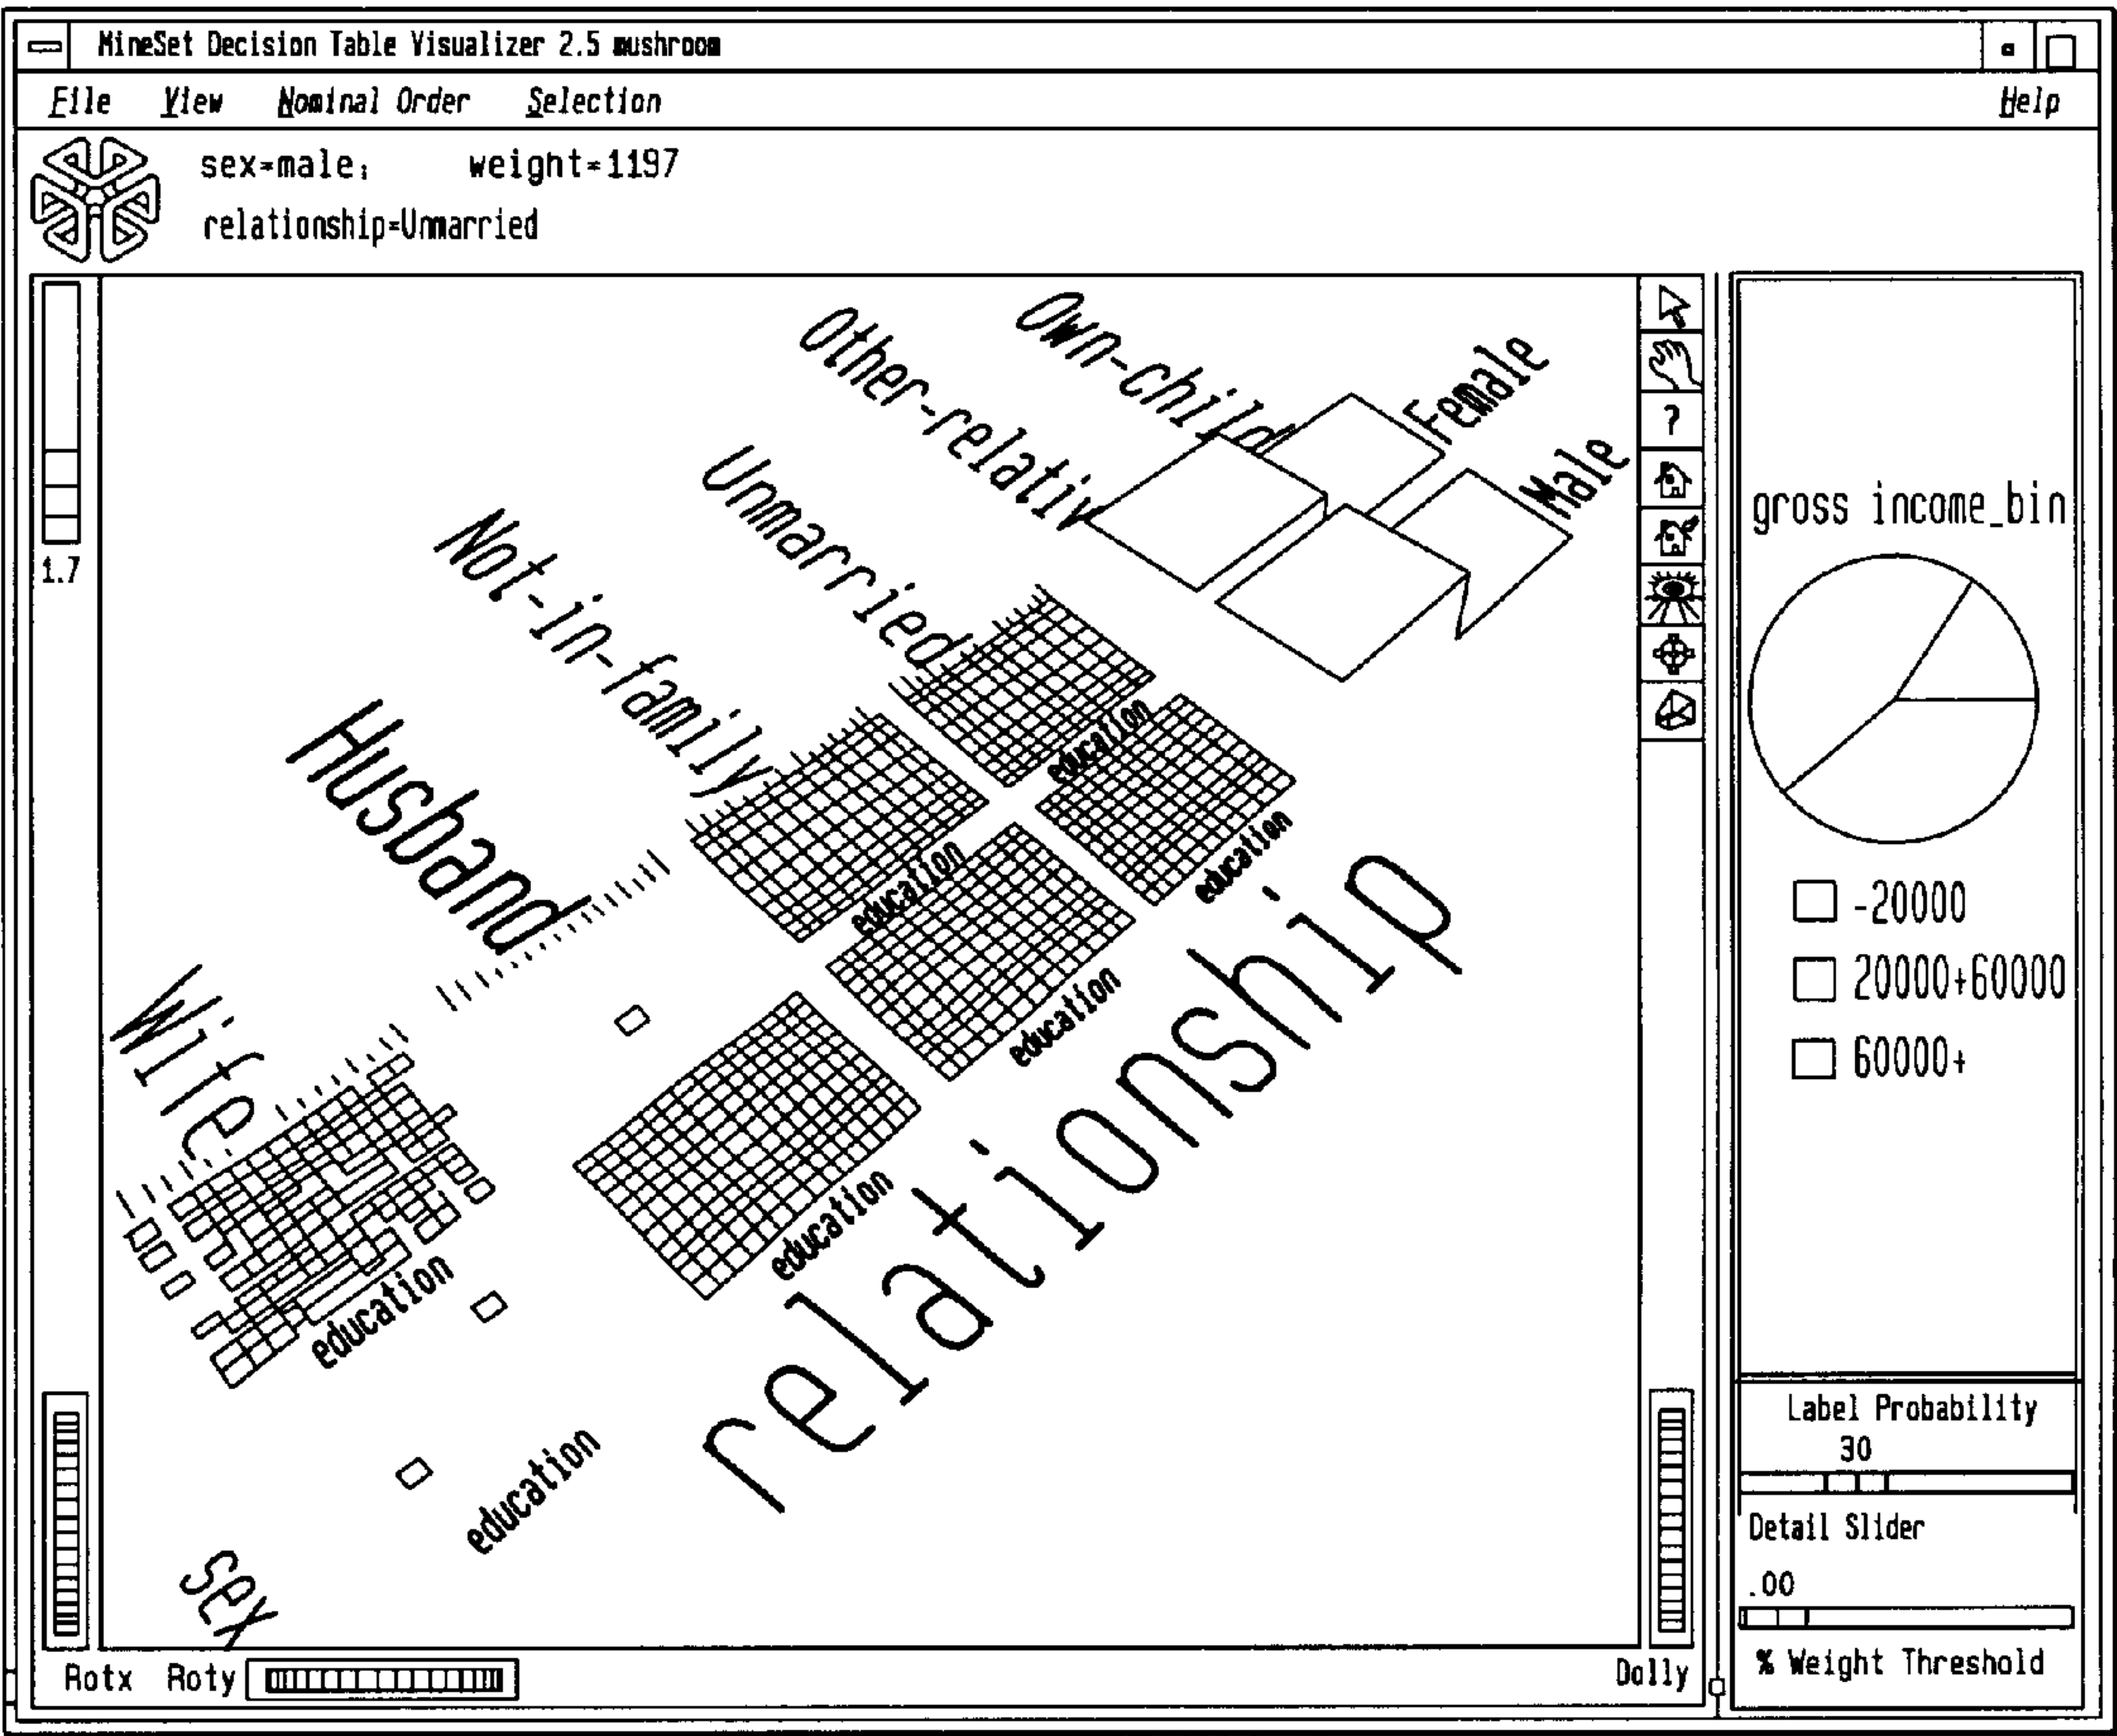 MineSet Decision Table Visualizer 2.5 mushroom
File View Nominal Order Selection Help
sex=male; weight=1197
relationship=Unmarried
1.7
Own-child
Other-relativ
Unmarried
Not-in-family
Husband
Wife
Female
Male
education
education
education
education
education
education
education
relationship
sex
?
gross income_bin
-20000
20000+60000
60000+
Label Probability
30
Detail Slider
.00
% Weight Threshold
Rotx Roty Dolly